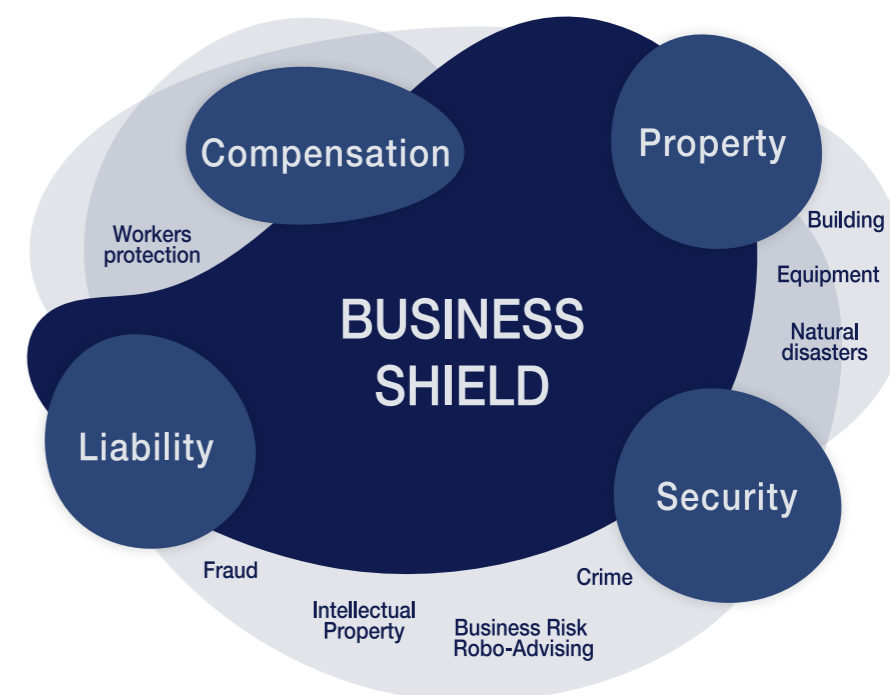 Compensation
Property
Workers
protection
Building
Equipment
Natural
disasters
BUSINESS
SHIELD
Liability
Security
Fraud
Crime
Intellectual
Property
Business Risk
Robo-Advising